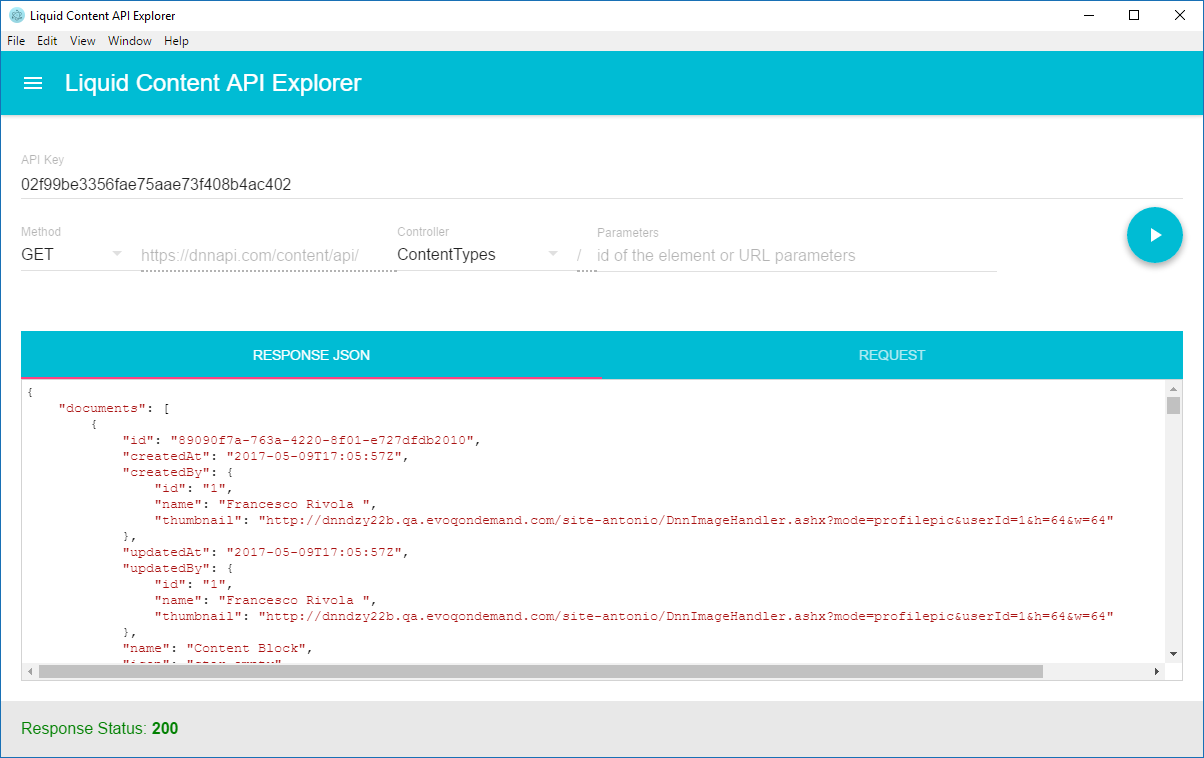 Liquid Content API Explorer
File Edit View Window Help
Liquid Content API Explorer
API Key
02f99be3356fae75aae73f408b4ac402
Method Controller Parameters
GET https://dnnapi.com/content/api/ ContentTypes / id of the element or URL parameters
RESPONSE JSON REQUEST
{
    "documents": [
        {
            "id": "89090f7a-763a-4220-8f01-e727dfdb2010",
            "createdAt": "2017-05-09T17:05:57Z",
            "createdBy": {
                "id": "1",
                "name": "Francesco Rivola ",
                "thumbnail": "http://dnndzy22b.qa.evoqondemand.com/site-antonio/DnnImageHandler.ashx?mode=profilepic&userId=1&h=64&w=64"
            },
            "updatedAt": "2017-05-09T17:05:57Z",
            "updatedBy": {
                "id": "1",
                "name": "Francesco Rivola ",
                "thumbnail": "http://dnndzy22b.qa.evoqondemand.com/site-antonio/DnnImageHandler.ashx?mode=profilepic&userId=1&h=64&w=64"
            },
            "name": "Content Block",
Response Status: 200